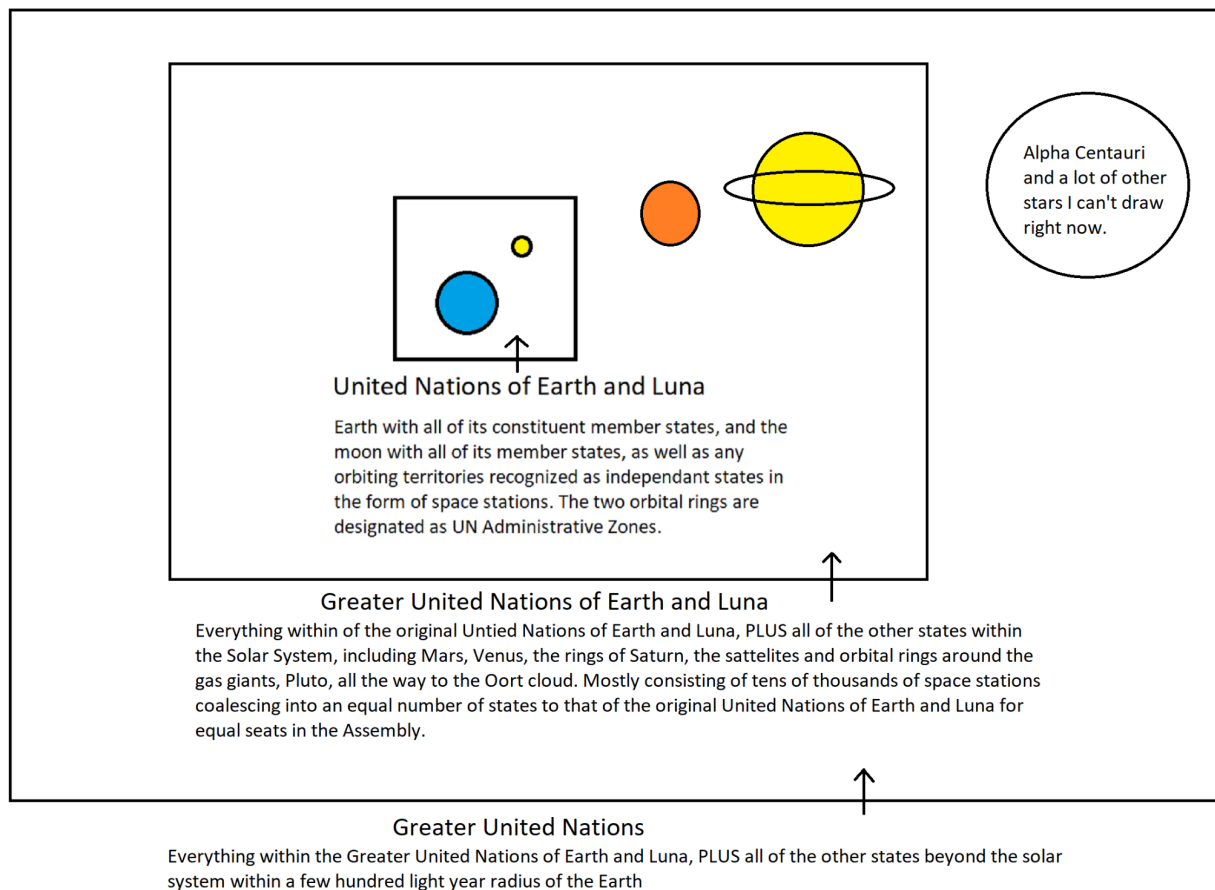 Alpha Centauri
and a lot of other
stars I can't draw
right now.
United Nations of Earth and Luna
Earth with all of its constituent member states, and the
moon with all of its member states, as well as any
orbiting territories recognized as independant states in
the form of space stations. The two orbital rings are
designated as UN Administrative Zones.
Greater United Nations of Earth and Luna
Everything within of the original Untied Nations of Earth and Luna, PLUS all of the other states within
the Solar System, including Mars, Venus, the rings of Saturn, the sattelites and orbital rings around the
gas giants, Pluto, all the way to the Oort cloud. Mostly consisting of tens of thousands of space stations
coalescing into an equal number of states to that of the original United Nations of Earth and Luna for
equal seats in the Assembly.
Greater United Nations
Everything within the Greater United Nations of Earth and Luna, PLUS all of the other states beyond the solar
system within a few hundred light year radius of the Earth